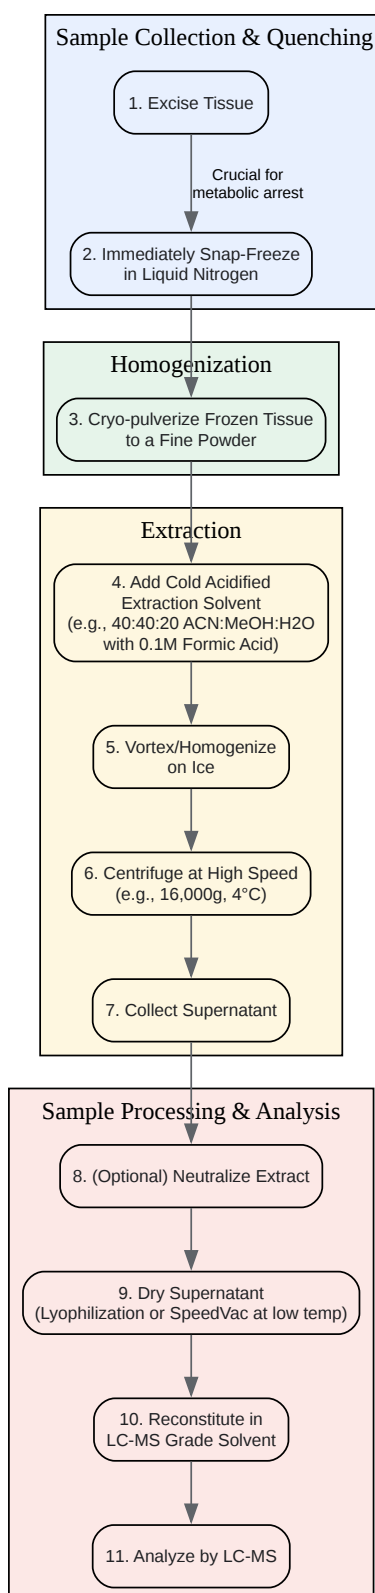 Sample Collection & Quenching
1. Excise Tissue
Crucial for
metabolic arrest
2. Immediately Snap-Freeze
in Liquid Nitrogen
Homogenization
3. Cryo-pulverize Frozen Tissue
to a Fine Powder
Extraction
4. Add Cold Acidified
Extraction Solvent
(e.g., 40:40:20 ACN:MeOH:H2O
with 0.1M Formic Acid)
5. Vortex/Homogenize
on Ice
6. Centrifuge at High Speed
(e.g., 16,000g, 4°C)
7. Collect Supernatant
Sample Processing & Analysis
8. (Optional) Neutralize Extract
9. Dry Supernatant
(Lyophilization or SpeedVac at low temp)
10. Reconstitute in
LC-MS Grade Solvent
11. Analyze by LC-MS